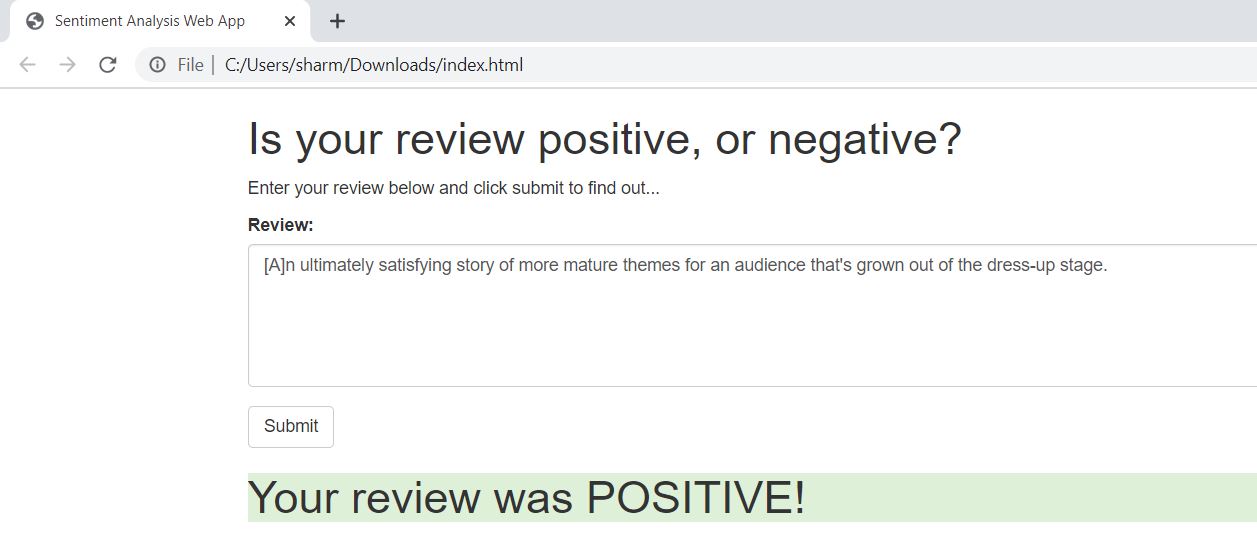 Sentiment Analysis Web App
File | C:/Users/sharm/Downloads/index.html
Is your review positive, or negative?
Enter your review below and click submit to find out...
Review:
[A]n ultimately satisfying story of more mature themes for an audience that's grown out of the dress-up stage.
Submit
Your review was POSITIVE!